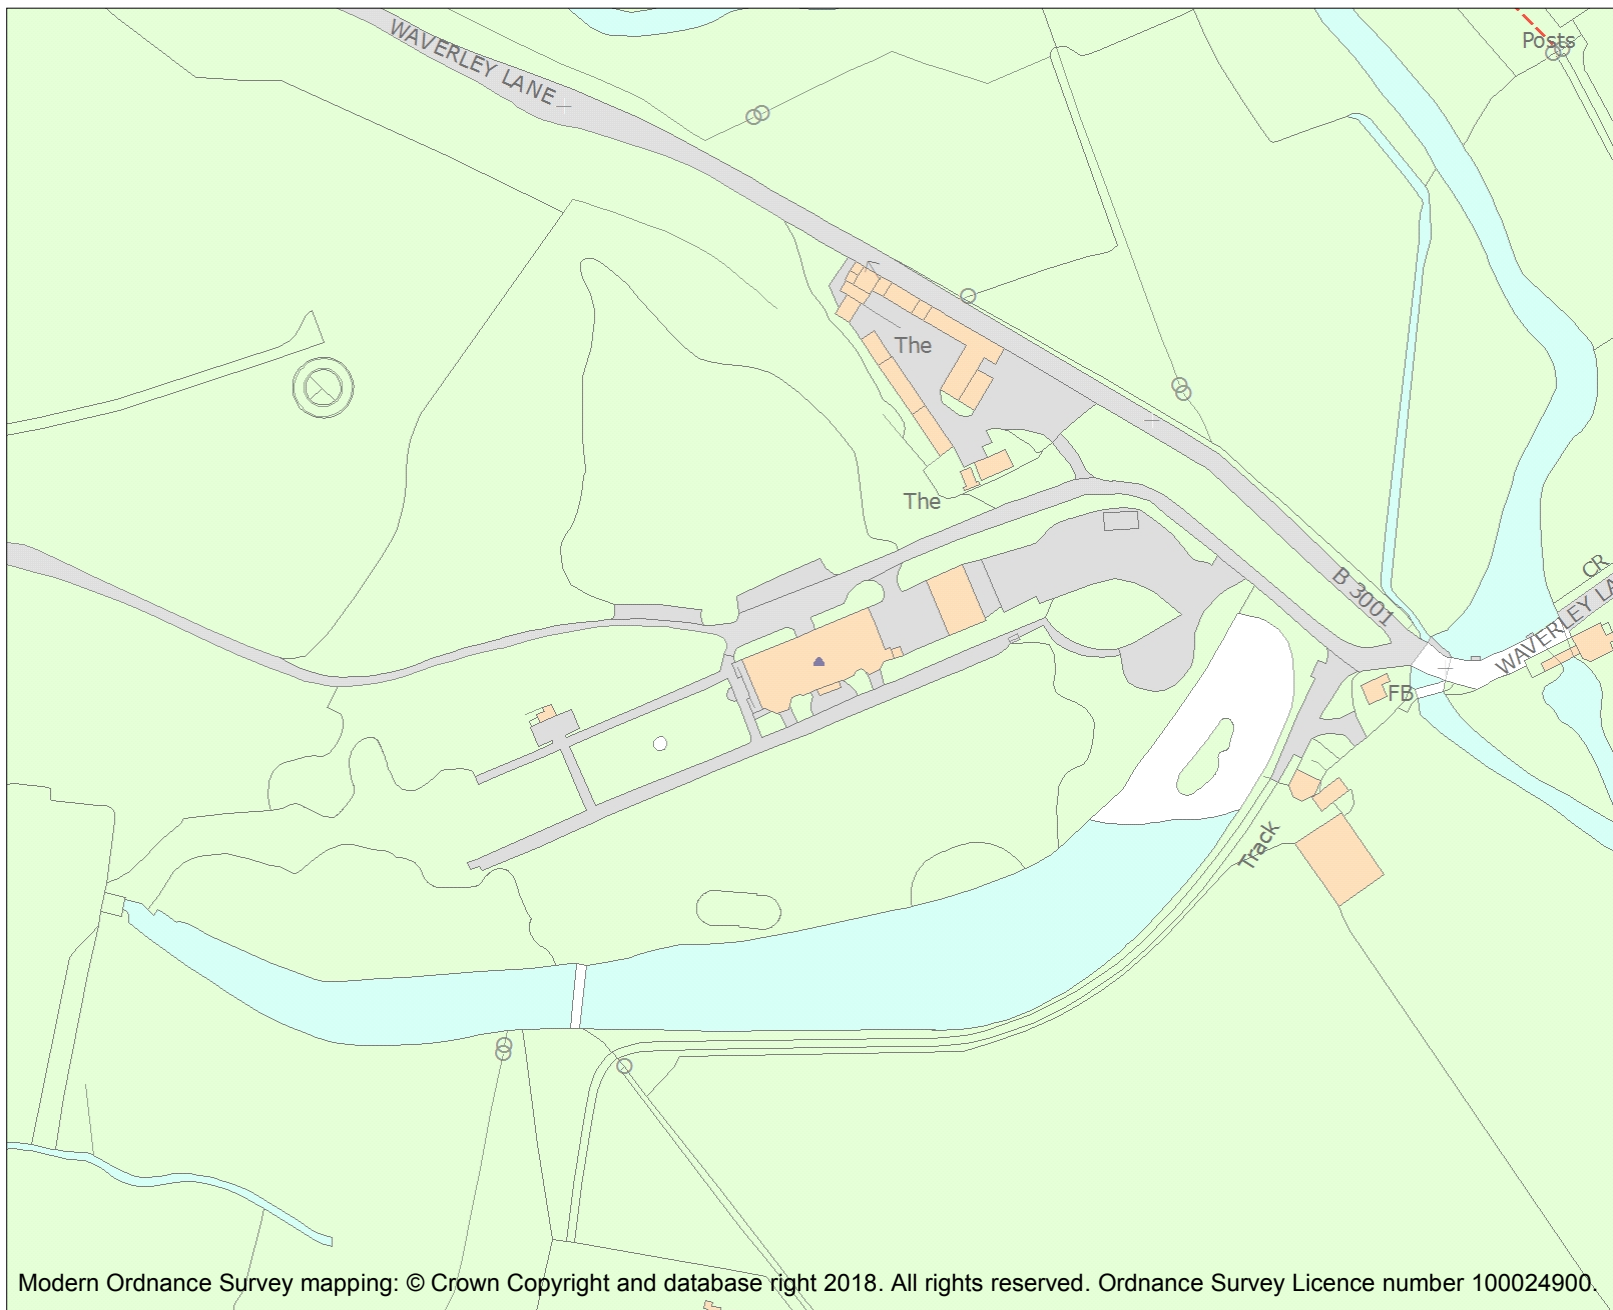 WAVERLEY LANE
Posts
The
The
B 3001
CR
WAVERLEY LA
FB
Track
Modern Ordnance Survey mapping: © Crown Copyright and database right 2018. All rights reserved. Ordnance Survey Licence number 100024900.